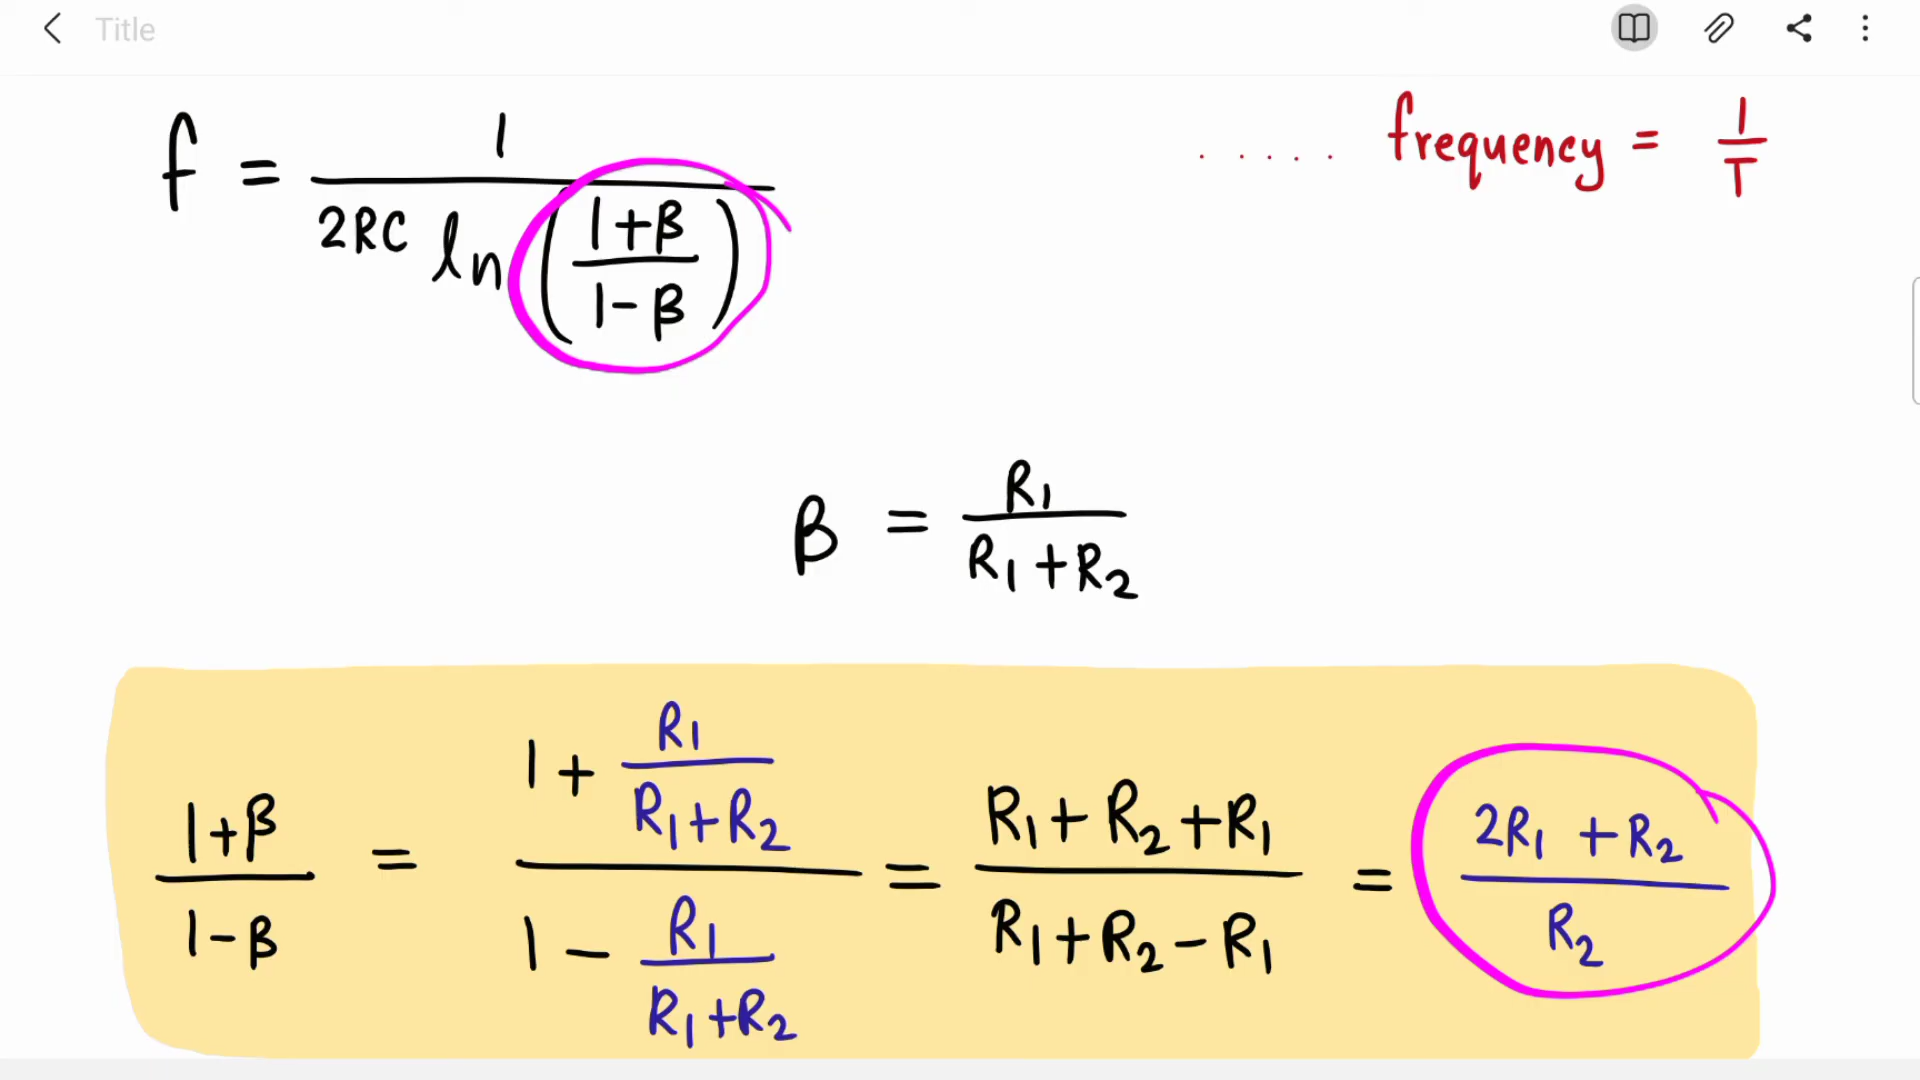 Title
f = 1 / (2RC ln((1+β)/(1-β)))
..... frequency = 1/T
β = R₁/(R₁+R₂)
(1+β)/(1-β) = (1 + R₁/(R₁+R₂))/(1 - R₁/(R₁+R₂)) = (R₁+R₂+R₁)/(R₁+R₂-R₁) = (2R₁+R₂)/R₂